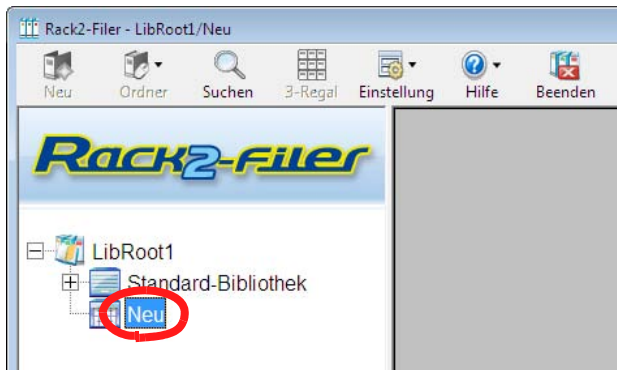 Rack2-Filer - LibRoot1/Neu
Neu Ordner Suchen 3-Regal Einstellung Hilfe Beenden
Rack2-Filer
LibRoot1
Standard-Bibliothek
Neu